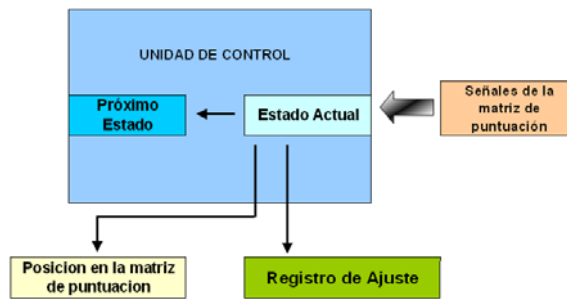 UNIDAD DE CONTROL
Próximo
Estado
Estado Actual
Señales de la
matriz de
puntuación
Posicion en la matriz
de puntuacion
Registro de Ajuste